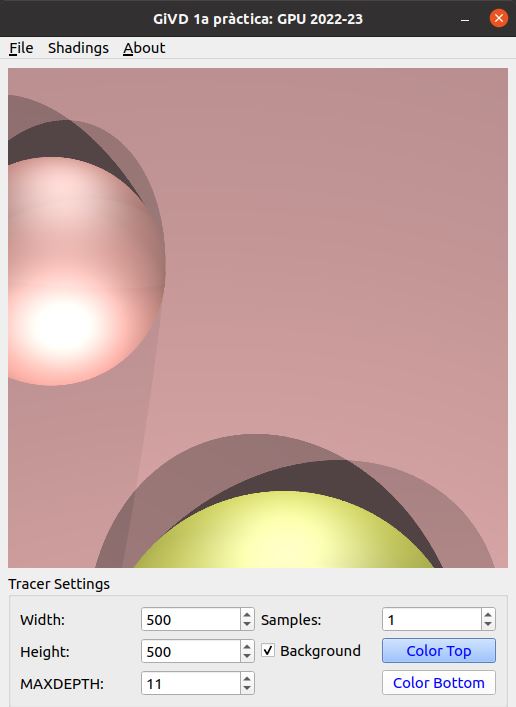 GiVD 1a pràctica: GPU 2022-23
File Shadings About
Tracer Settings
Width: 500 Samples: 1
Height: 500 Background Color Top
MAXDEPTH: 11 Color Bottom